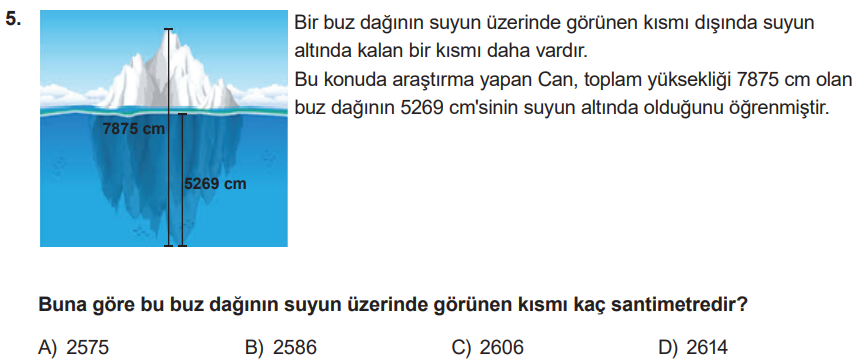 5.
Bir buz dağının suyun üzerinde görünen kısmı dışında suyun
altında kalan bir kısmı daha vardır.
Bu konuda araştırma yapan Can, toplam yüksekliği 7875 cm olan
buz dağının 5269 cm'sinin suyun altında olduğunu öğrenmiştir.
7875 cm
5269 cm
Buna göre bu buz dağının suyun üzerinde görünen kısmı kaç santimetredir?
A) 2575 B) 2586 C) 2606 D) 2614